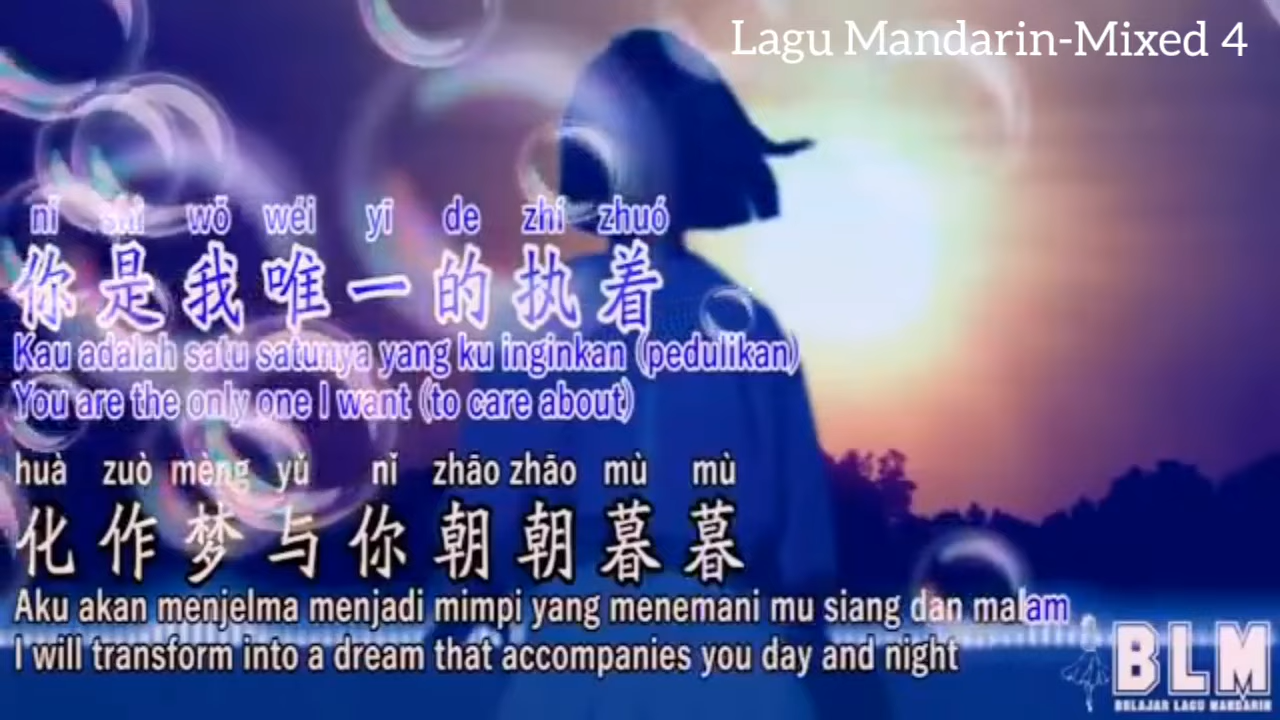 Lagu Mandarin-Mixed 4
nǐ shì wǒ wéi yī de zhí zhuó
你是我唯一的执着
Kau adalah satu satunya yang ku inginkan (pedulikan)
You are the only one I want (to care about)
huà zuò mèng yǔ nǐ zhāo zhāo mù mù
化作梦与你朝朝暮暮
Aku akan menjelma menjadi mimpi yang menemani mu siang dan malam
I will transform into a dream that accompanies you day and night
BLM
BELAJAR LAGU MANDARIN